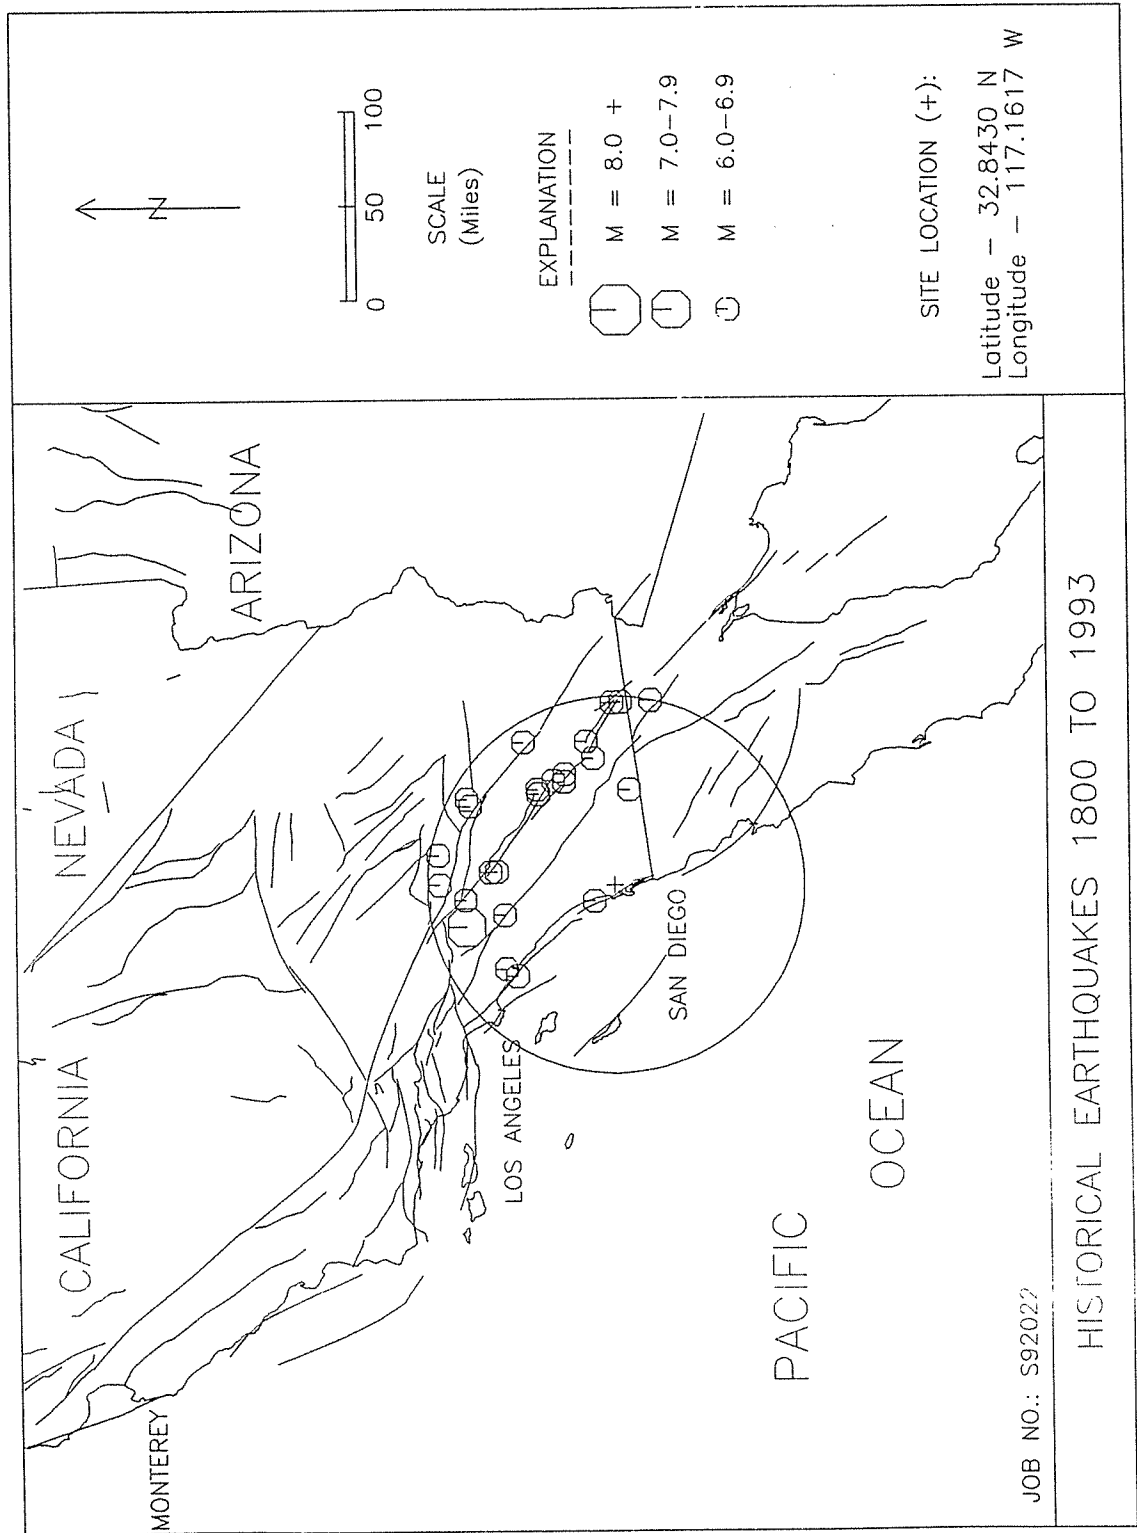 CALIFORNIA
NEVADA
ARIZONA
MONTEREY
LOS ANGELES
SAN DIEGO
PACIFIC
OCEAN
JOB NO.: S92022
HISTORICAL EARTHQUAKES 1800 TO 1993
N
0 50 100
SCALE
(Miles)
EXPLANATION
M = 8.0 +
M = 7.0-7.9
M = 6.0-6.9
SITE LOCATION (+):
Latitude - 32.8430 N
Longitude - 117.1617 W